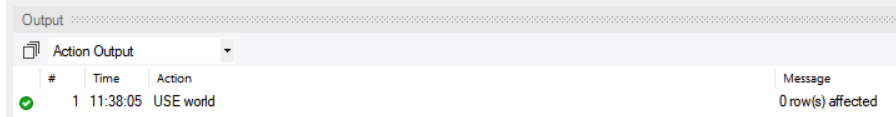 Output
Action Output
# Time Action Message
1 11:38:05 USE world 0 row(s) affected